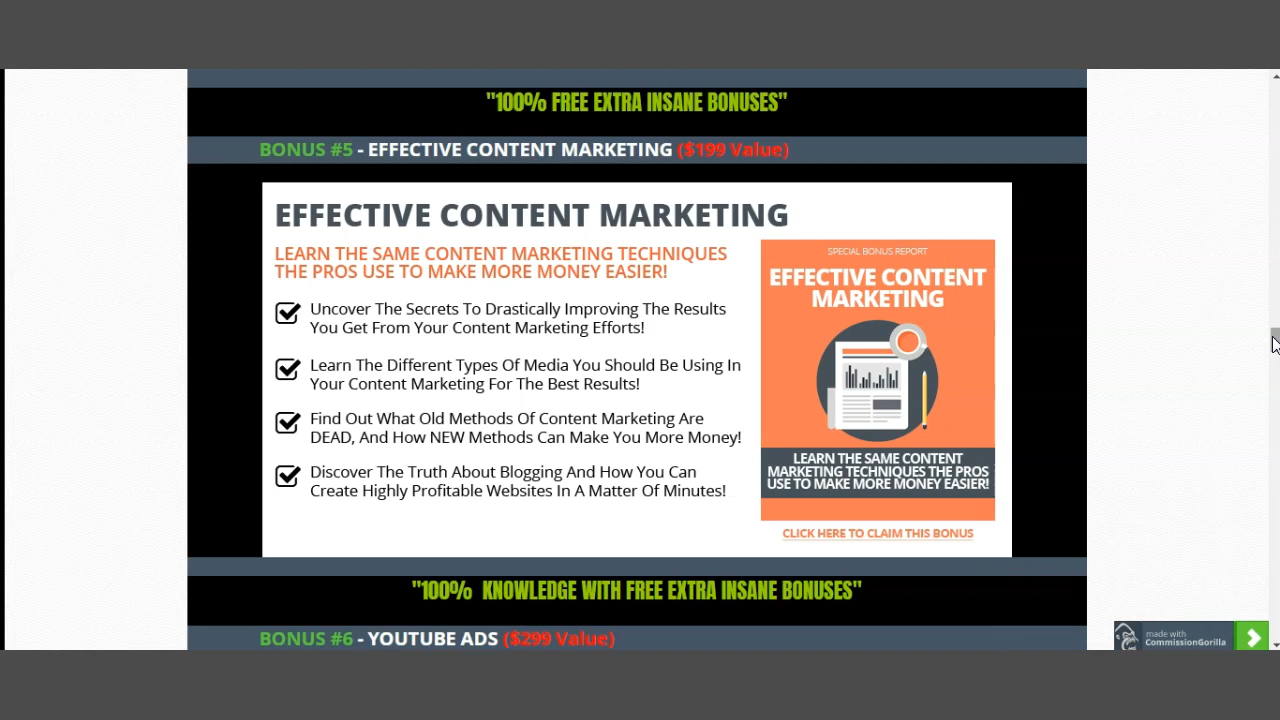 "100% FREE EXTRA INSANE BONUSES"
BONUS #5 - EFFECTIVE CONTENT MARKETING ($199 Value)
EFFECTIVE CONTENT MARKETING
LEARN THE SAME CONTENT MARKETING TECHNIQUES
THE PROS USE TO MAKE MORE MONEY EASIER!
Uncover The Secrets To Drastically Improving The Results
You Get From Your Content Marketing Efforts!
Learn The Different Types Of Media You Should Be Using In
Your Content Marketing For The Best Results!
Find Out What Old Methods Of Content Marketing Are
DEAD, And How NEW Methods Can Make You More Money!
Discover The Truth About Blogging And How You Can
Create Highly Profitable Websites In A Matter Of Minutes!
SPECIAL BONUS REPORT
EFFECTIVE CONTENT
MARKETING
LEARN THE SAME CONTENT
MARKETING TECHNIQUES THE PROS
USE TO MAKE MORE MONEY EASIER!
CLICK HERE TO CLAIM THIS BONUS
"100% KNOWLEDGE WITH FREE EXTRA INSANE BONUSES"
BONUS #6 - YOUTUBE ADS ($299 Value)
made with
CommissionGorilla